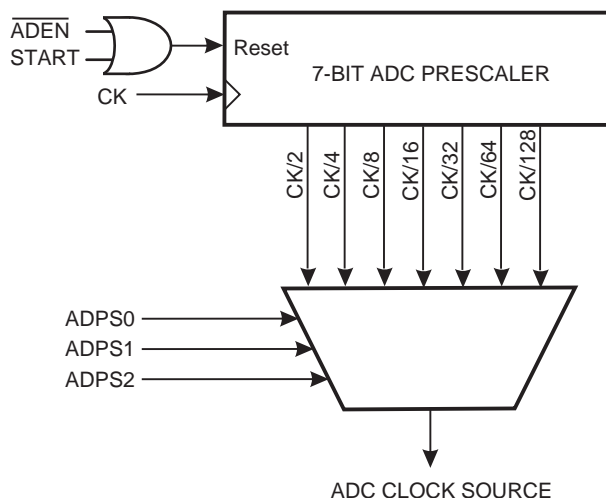 ADEN
START
Reset
7-BIT ADC PRESCALER
CK
CK/2
CK/4
CK/8
CK/16
CK/32
CK/64
CK/128
ADPS0
ADPS1
ADPS2
ADC CLOCK SOURCE